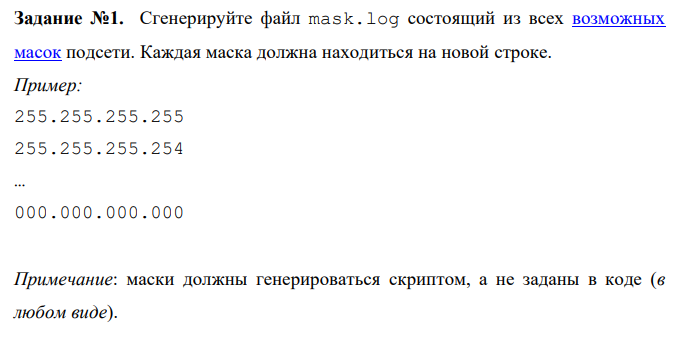 Задание №1. Сгенерируйте файл mask.log состоящий из всех возможных
масок подсети. Каждая маска должна находиться на новой строке.
Пример:
255.255.255.255
255.255.255.254
…
000.000.000.000
Примечание: маски должны генерироваться скриптом, а не заданы в коде (в
любом виде).